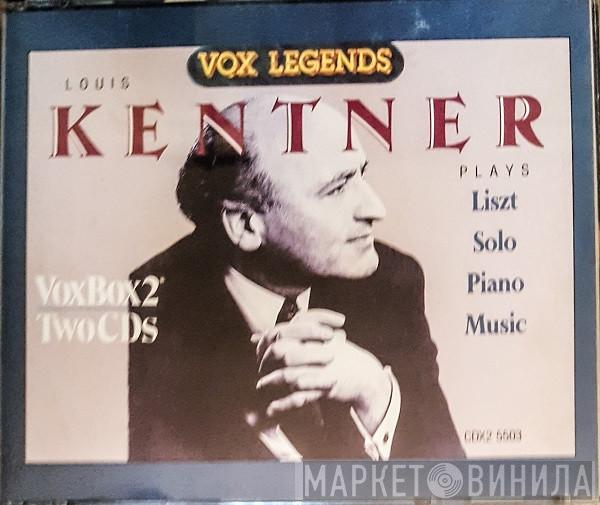 VOX LEGENDS
LOUIS
KENTNER
PLAYS
Liszt
Solo
Piano
Music
VoxBox2®
Two CDs
CDX2 5503
МАРКЕТ ВИНИЛА